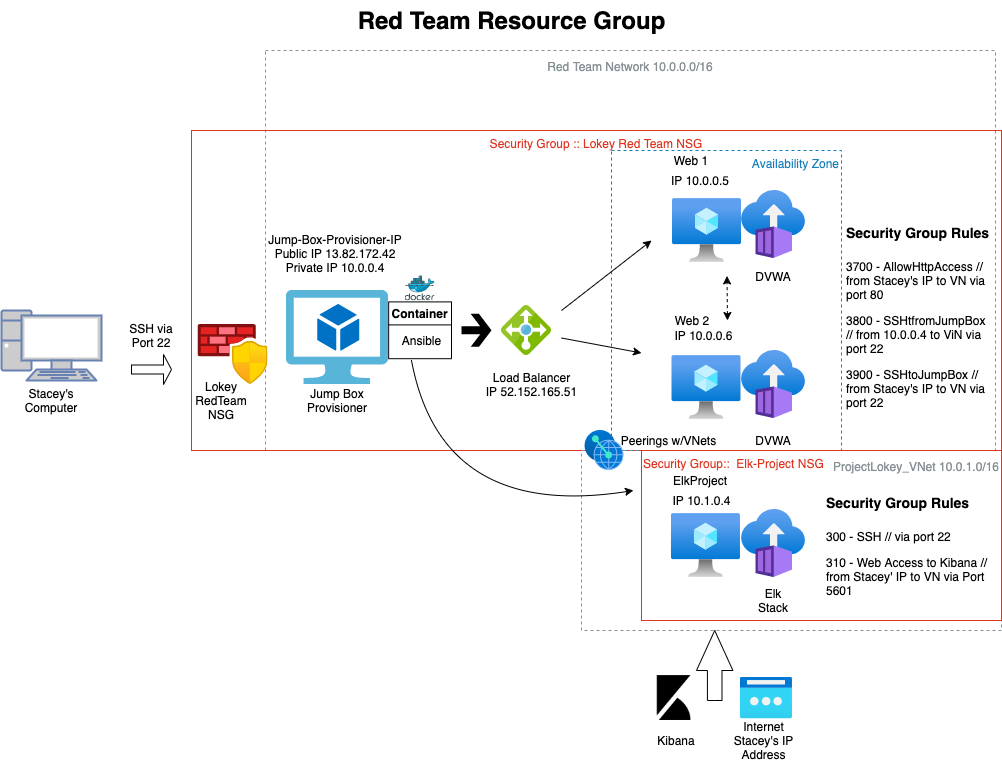 Red Team Resource Group
Red Team Network 10.0.0.0/16
Security Group :: Lokey Red Team NSG
Web 1
Availability Zone
IP 10.0.0.5
DVWA
Security Group Rules
3700 - AllowHttpAccess //
from Stacey's IP to VN via
port 80
3800 - SSHtfromJumpBox
// from 10.0.0.4 to ViN via
port 22
3900 - SSHtoJumpBox //
from Stacey's IP to VN via
port 22
Jump-Box-Provisioner-IP
Public IP 13.82.172.42
Private IP 10.0.0.4
docker
Container
Ansible
Jump Box
Provisioner
SSH via
Port 22
Stacey's
Computer
Lokey
RedTeam
NSG
Load Balancer
IP 52.152.165.51
Web 2
IP 10.0.0.6
DVWA
Peerings w/VNets
Security Group:: Elk-Project NSG
ProjectLokey_VNet 10.0.1.0/16
ElkProject
IP 10.1.0.4
Elk
Stack
Security Group Rules
300 - SSH // via port 22
310 - Web Access to Kibana //
from Stacey' IP to VN via Port
5601
Kibana
Internet
Stacey's IP
Address